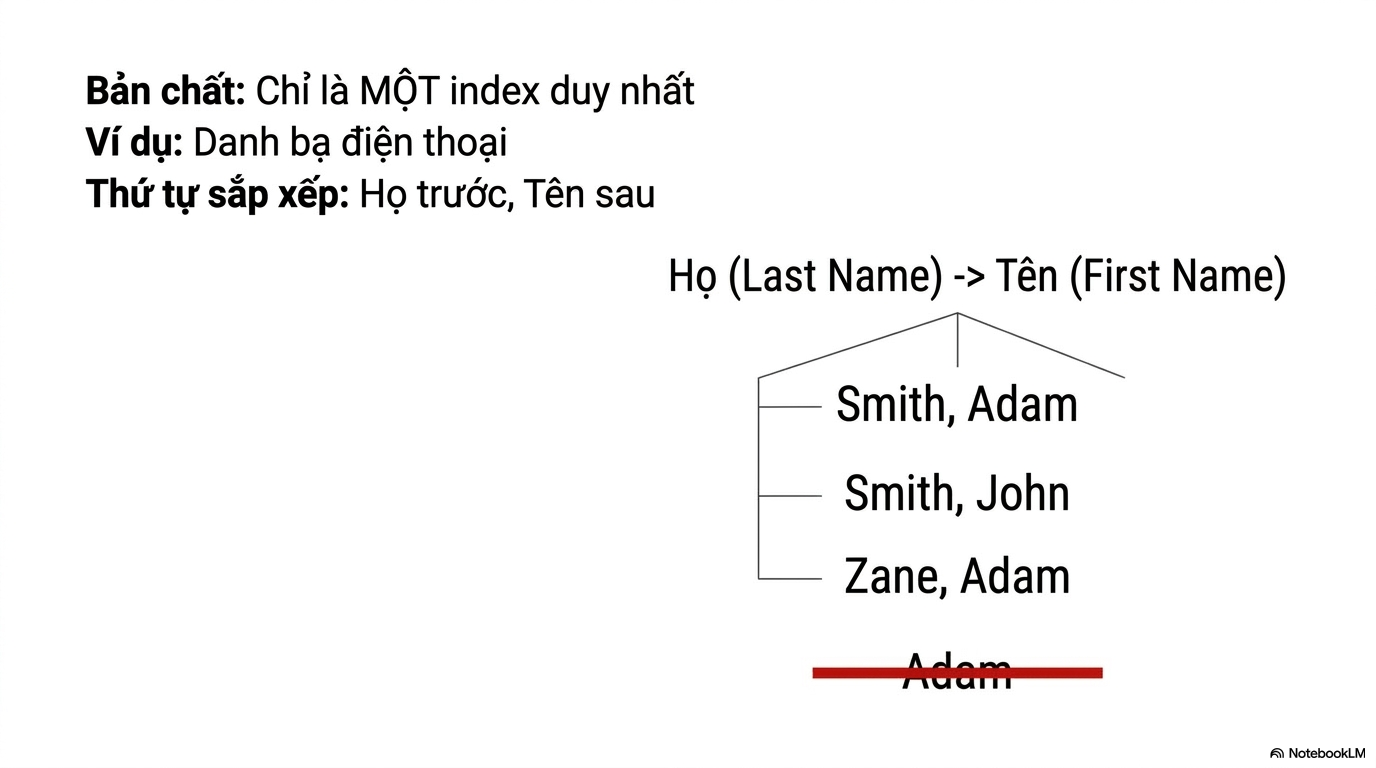 Bản chất: Chỉ là MỘT index duy nhất
Ví dụ: Danh bạ điện thoại
Thứ tự sắp xếp: Họ trước, Tên sau
Họ (Last Name) -> Tên (First Name)
Smith, Adam
Smith, John
Zane, Adam
Adam
NotebookLM